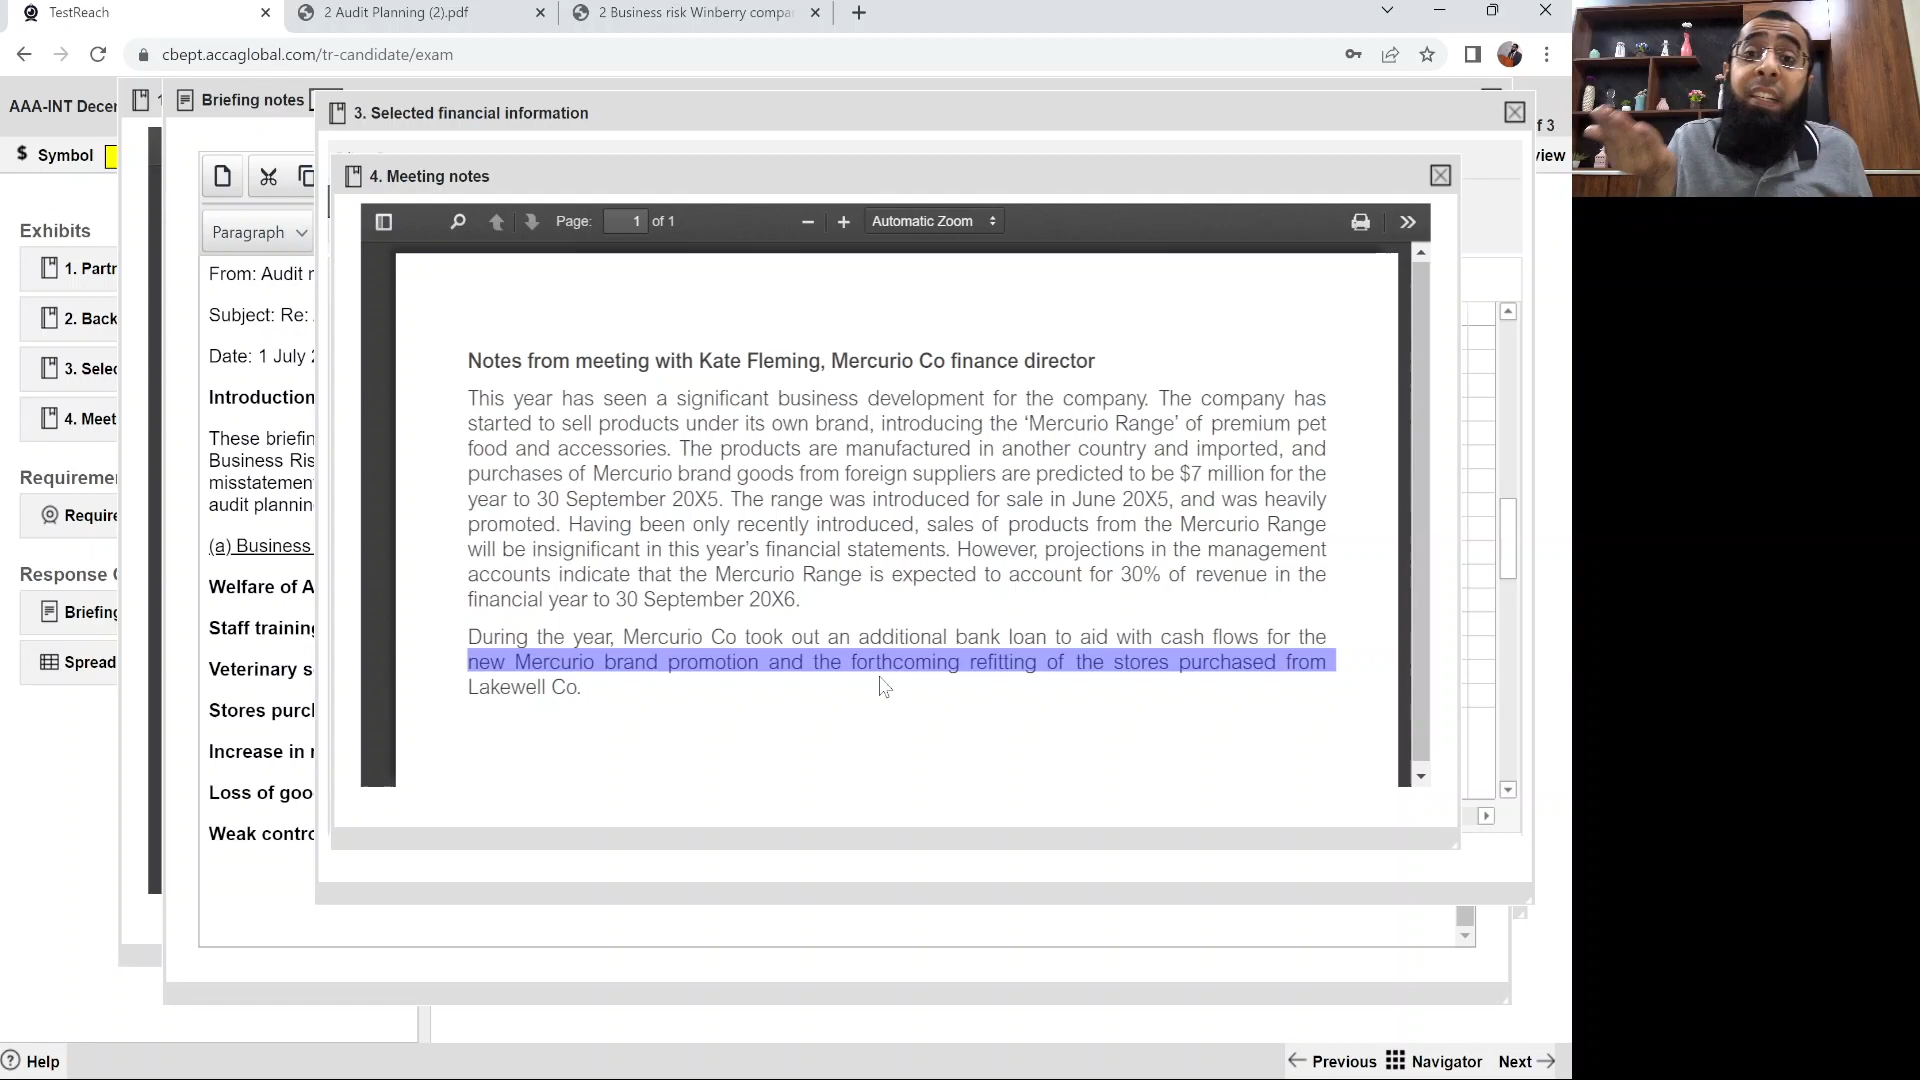 TestReach
2 Audit Planning (2).pdf
2 Business risk Winberry compan
cbept.accaglobal.com/tr-candidate/exam
AAA-INT Decem
1
Briefing notes
3. Selected financial information
f 3
$ Symbol
view
4. Meeting notes
Page: 1 of 1
Automatic Zoom
Paragraph
Exhibits
1. Partn
2. Back
3. Selec
4. Meet
Requireme
Require
Response
Briefing
Spread
From: Audit
Subject: Re:
Date: 1 July
Introduction
These briefin
Business Ris
misstatement
audit planning
(a) Business
Welfare of A
Staff training
Veterinary s
Stores purch
Increase in
Loss of goo
Weak contro
Notes from meeting with Kate Fleming, Mercurio Co finance director
This year has seen a significant business development for the company. The company has
started to sell products under its own brand, introducing the ‘Mercurio Range’ of premium pet
food and accessories. The products are manufactured in another country and imported, and
purchases of Mercurio brand goods from foreign suppliers are predicted to be $7 million for the
year to 30 September 20X5. The range was introduced for sale in June 20X5, and was heavily
promoted. Having been only recently introduced, sales of products from the Mercurio Range
will be insignificant in this year’s financial statements. However, projections in the management
accounts indicate that the Mercurio Range is expected to account for 30% of revenue in the
financial year to 30 September 20X6.
During the year, Mercurio Co took out an additional bank loan to aid with cash flows for the
new Mercurio brand promotion and the forthcoming refitting of the stores purchased from
Lakewell Co.
Help
Previous
Navigator
Next